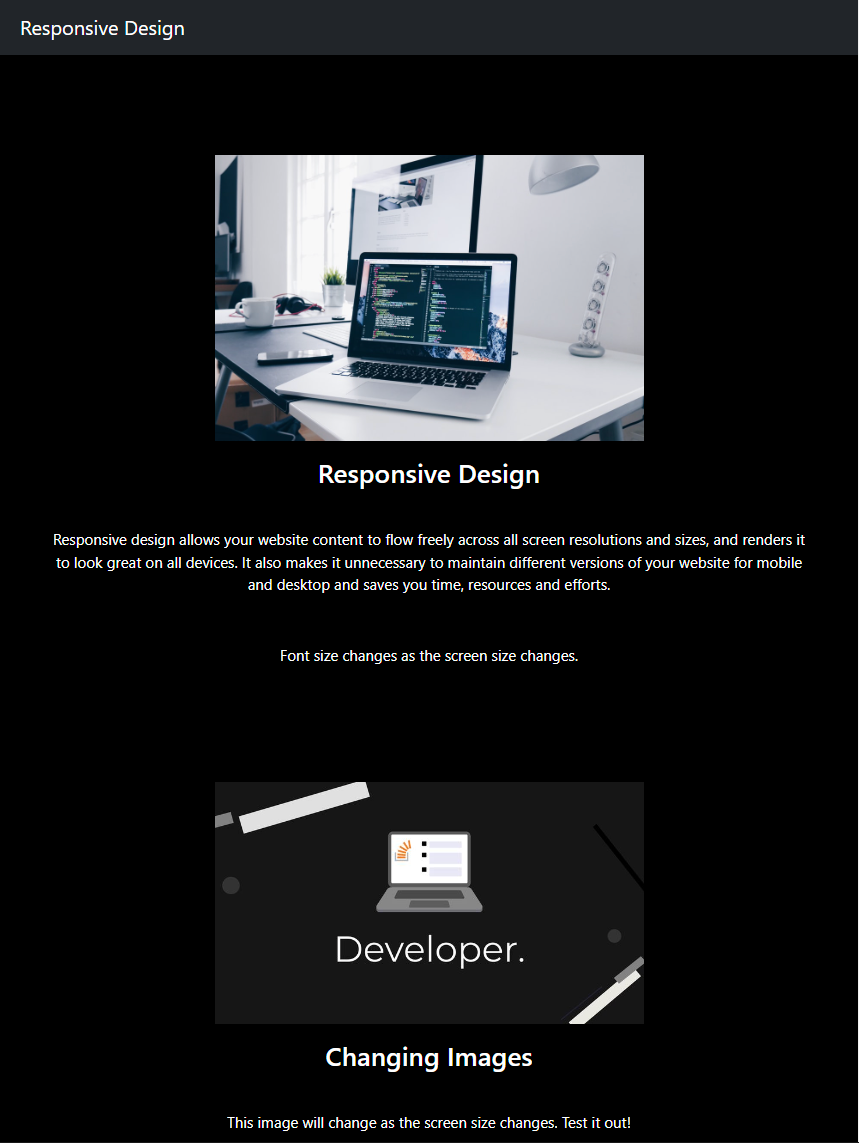 Responsive Design
Responsive Design
Responsive design allows your website content to flow freely across all screen resolutions and sizes, and renders it
to look great on all devices. It also makes it unnecessary to maintain different versions of your website for mobile
and desktop and saves you time, resources and efforts.
Font size changes as the screen size changes.
Developer.
Changing Images
This image will change as the screen size changes. Test it out!